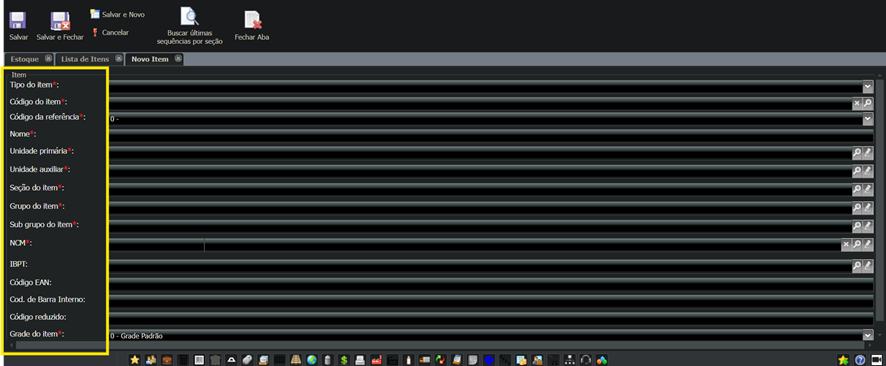 Salvar
Salvar e Fechar
Salvar e Novo
Cancelar
Buscar últimas
sequências por seção
Fechar Aba
Estoque
Lista de Itens
Novo Item
Item
Tipo do item*:
Código do item*:
Código da referência*: 0 -
Nome*:
Unidade primária*:
Unidade auxiliar*:
Seção do item*:
Grupo do item*:
Sub grupo do item*:
NCM*:
IBPT:
Código EAN:
Cod. de Barra Interno:
Código reduzido:
Grade do item*: 0 - Grade Padrão